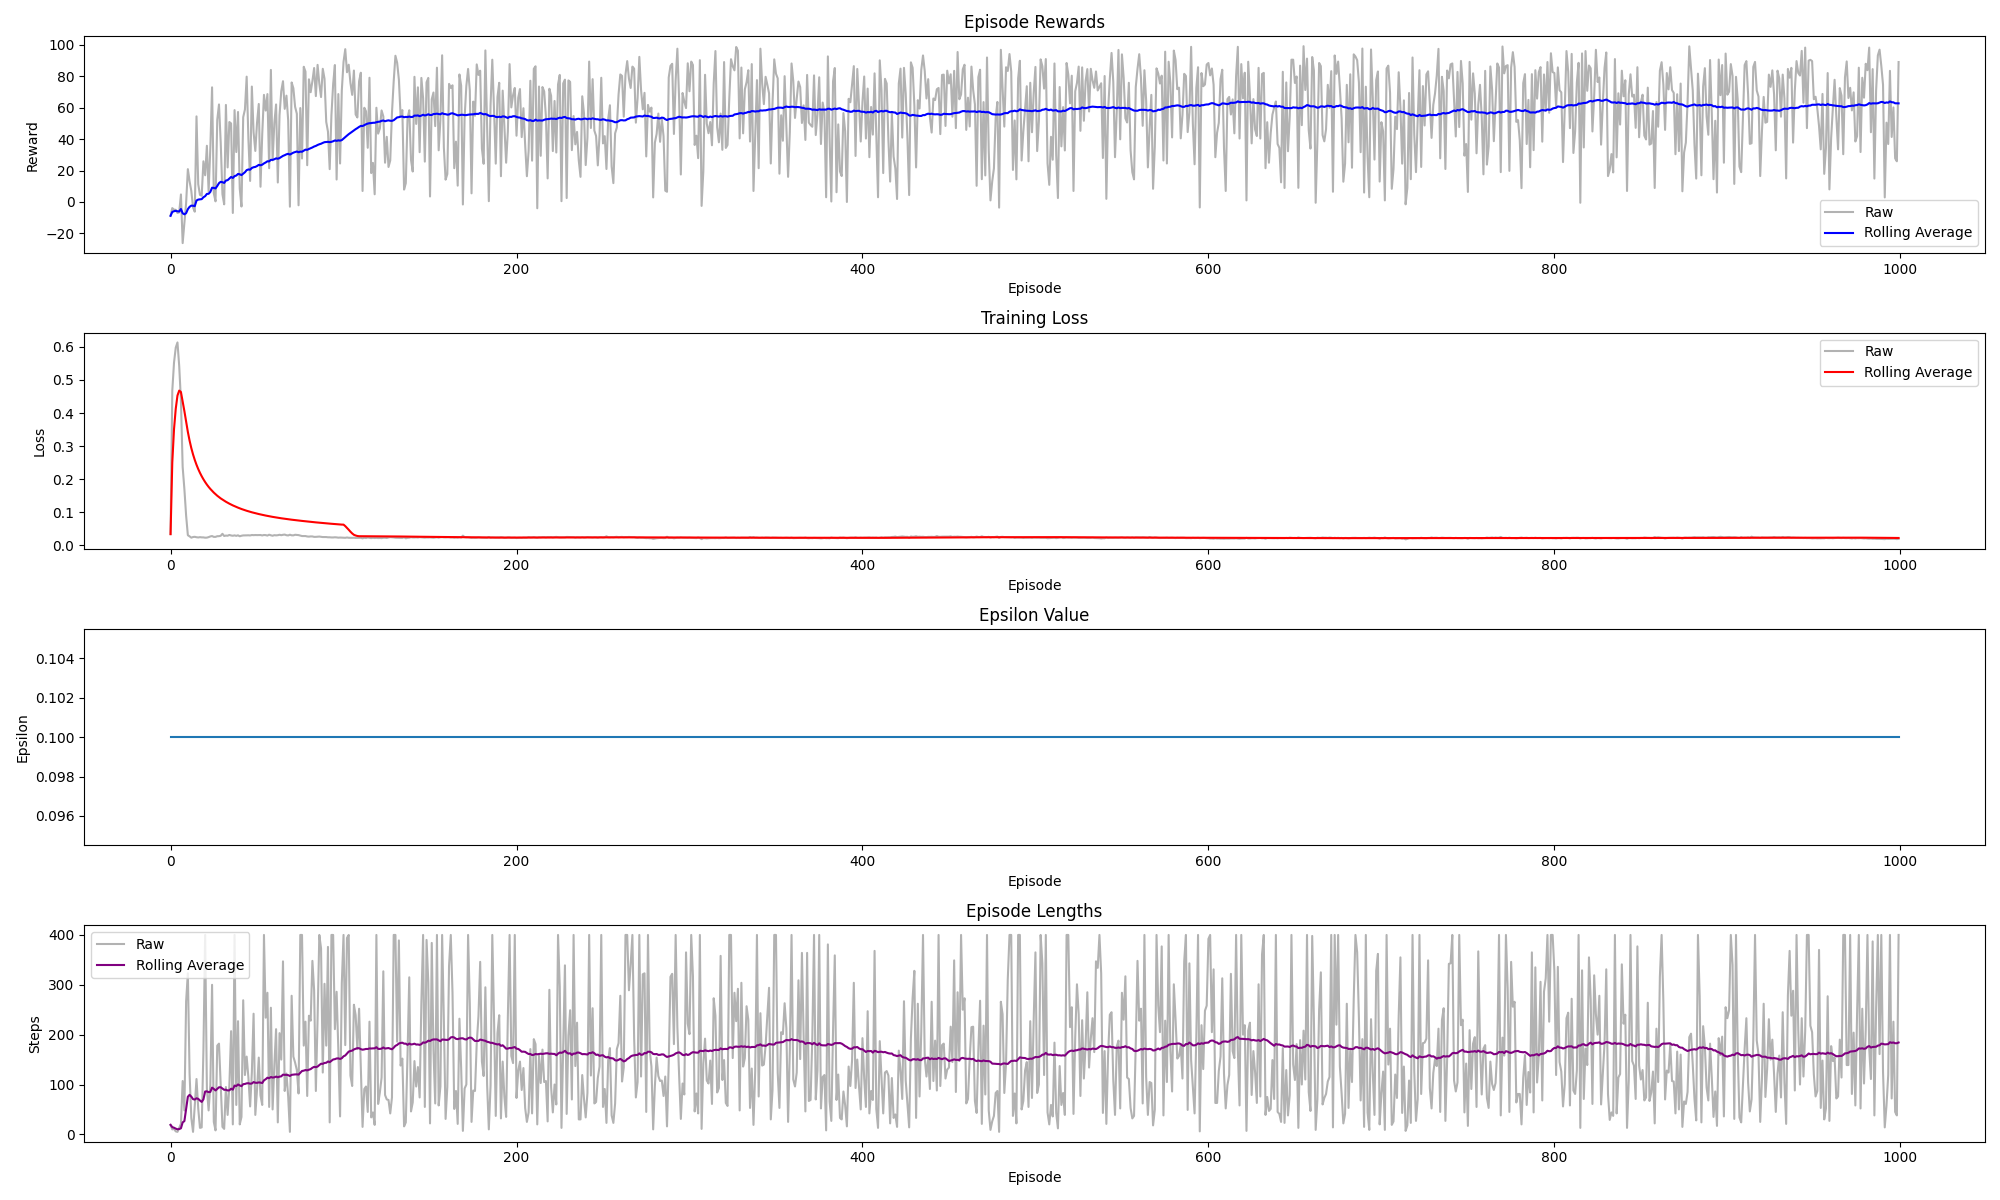 Episode Rewards
Reward
100
80
60
40
20
0
−20
Raw
Rolling Average
0 200 400 600 800 1000
Episode
Training Loss
Loss
0.6
0.5
0.4
0.3
0.2
0.1
0.0
Raw
Rolling Average
0 200 400 600 800 1000
Episode
Epsilon Value
Epsilon
0.104
0.102
0.100
0.098
0.096
0 200 400 600 800 1000
Episode
Episode Lengths
Steps
400
300
200
100
0
Raw
Rolling Average
0 200 400 600 800 1000
Episode